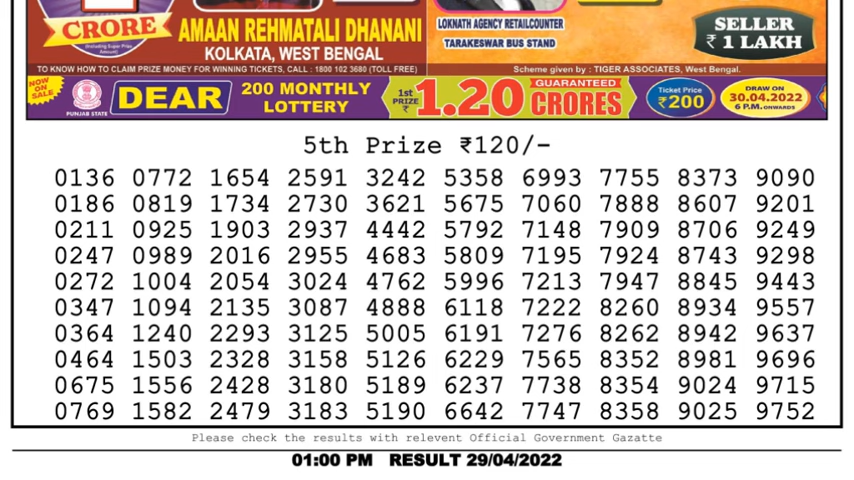 CRORE
(Including Super Prize Amount)
AMAAN REHMATALI DHANANI
KOLKATA, WEST BENGAL
LOKNATH AGENCY RETAILCOUNTER
TARAKESWAR BUS STAND
SELLER
₹ 1 LAKH
TO KNOW HOW TO CLAIM PRIZE MONEY FOR WINNING TICKETS, CALL : 1800 102 3680 (TOLL FREE)
Scheme given by : TIGER ASSOCIATES, West Bengal.
NOW ON SALE
PUNJAB STATE
DEAR
200 MONTHLY
LOTTERY
1st PRIZE ₹
1.20
GUARANTEED
CRORES
Ticket Price
₹200
DRAW ON
30.04.2022
6 P.M. ONWARDS
5th Prize ₹120/-
0136 0772 1654 2591 3242 5358 6993 7755 8373 9090
0186 0819 1734 2730 3621 5675 7060 7888 8607 9201
0211 0925 1903 2937 4442 5792 7148 7909 8706 9249
0247 0989 2016 2955 4683 5809 7195 7924 8743 9298
0272 1004 2054 3024 4762 5996 7213 7947 8845 9443
0347 1094 2135 3087 4888 6118 7222 8260 8934 9557
0364 1240 2293 3125 5005 6191 7276 8262 8942 9637
0464 1503 2328 3158 5126 6229 7565 8352 8981 9696
0675 1556 2428 3180 5189 6237 7738 8354 9024 9715
0769 1582 2479 3183 5190 6642 7747 8358 9025 9752
Please check the results with relevent Official Government Gazatte
01:00 PM RESULT 29/04/2022